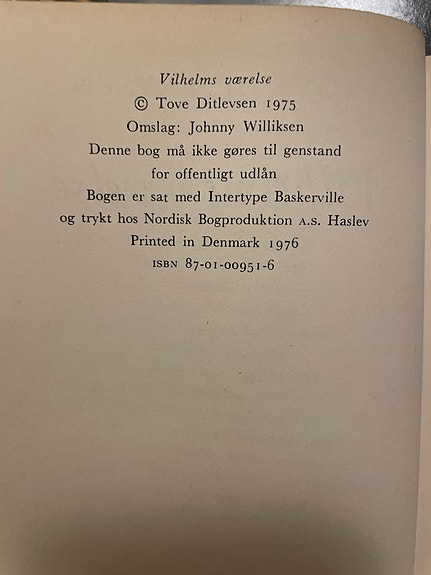 Vilhelms værelse
© Tove Ditlevsen 1975
Omslag: Johnny Williksen
Denne bog må ikke gøres til genstand
for offentligt udlån
Bogen er sat med Intertype Baskerville
og trykt hos Nordisk Bogproduktion A.S. Haslev
Printed in Denmark 1976
ISBN 87-01-00951-6